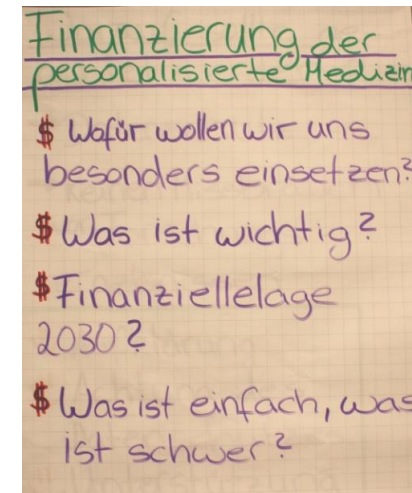 Finanzierung der
personalisierte Medizin
$ Wofür wollen wir uns
besonders einsetzen?
$ Was ist wichtig?
$ Finanziellelage
2030?
$ Was ist einfach, was
ist schwer?